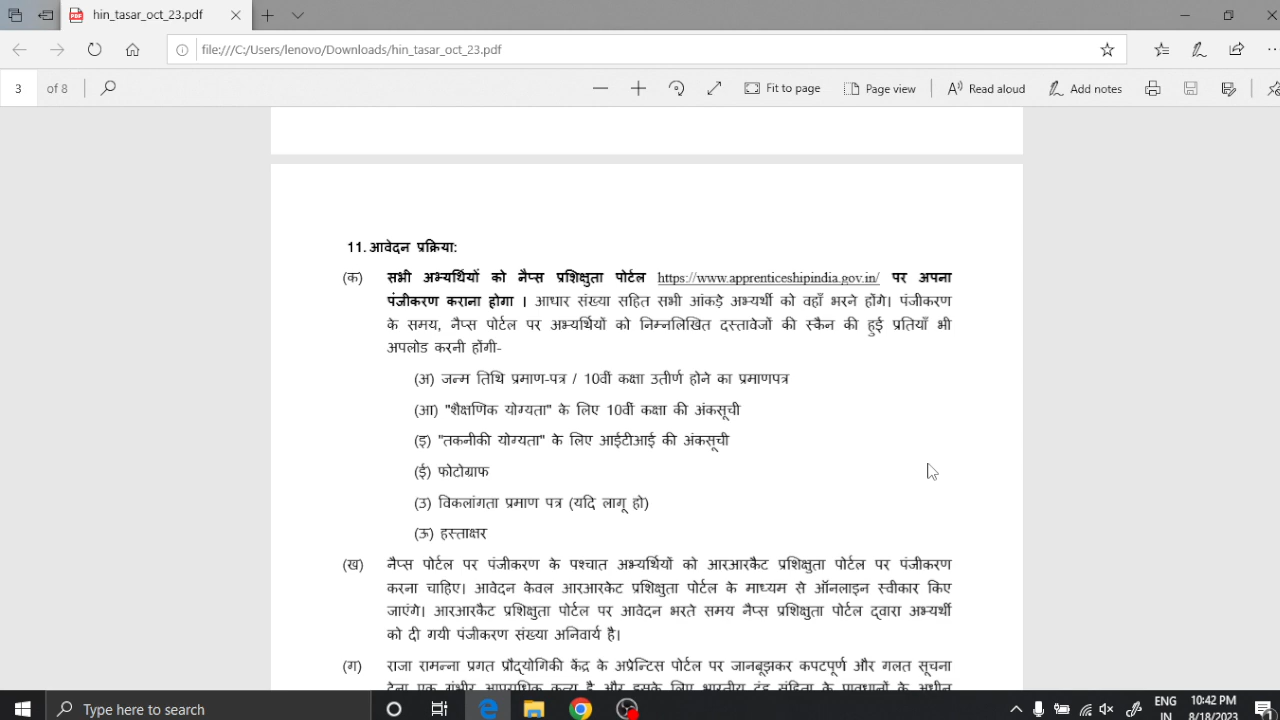 hin_tasar_oct_23.pdf
file:///C:/Users/lenovo/Downloads/hin_tasar_oct_23.pdf
3 of 8 Fit to page Page view Read aloud Add notes
11. आवेदन प्रक्रिया:
(क) सभी अभ्यर्थियों को नैप्स प्रशिक्षुता पोर्टल https://www.apprenticeshipindia.gov.in/ पर अपना
पंजीकरण कराना होगा । आधार संख्या सहित सभी आंकड़े अभ्यर्थी को वहाँ भरने होंगे। पंजीकरण
के समय, नैप्स पोर्टल पर अभ्यर्थियों को निम्नलिखित दस्तावेजों की स्कैन की हुई प्रतियाँ भी
अपलोड करनी होंगी-
(अ) जन्म तिथि प्रमाण-पत्र / 10वीं कक्षा उतीर्ण होने का प्रमाणपत्र
(आ) "शैक्षणिक योग्यता" के लिए 10वीं कक्षा की अंकसूची
(इ) "तकनीकी योग्यता" के लिए आईटीआई की अंकसूची
(ई) फोटोग्राफ
(उ) विकलांगता प्रमाण पत्र (यदि लागू हो)
(ऊ) हस्ताक्षर
(ख) नैप्स पोर्टल पर पंजीकरण के पश्चात अभ्यर्थियों को आरआरकैट प्रशिक्षुता पोर्टल पर पंजीकरण
करना चाहिए। आवेदन केवल आरआरकेट प्रशिक्षुता पोर्टल के माध्यम से ऑनलाइन स्वीकार किए
जाएंगे। आरआरकैट प्रशिक्षुता पोर्टल पर आवेदन भरते समय नैप्स प्रशिक्षुता पोर्टल द्वारा अभ्यर्थी
को दी गयी पंजीकरण संख्या अनिवार्य है।
(ग) राजा रामन्ना प्रगत प्रौद्योगिकी केंद्र के अप्रेन्टिस पोर्टल पर जानबूझकर कपटपूर्ण और गलत सूचना
देना एक गंभीर आपराधिक कृत्य है और इसके लिए भारतीय दंड संहिता के प्रावधानों के अधीन
Type here to search
ENG
IN
10:42 PM
8/18/2023